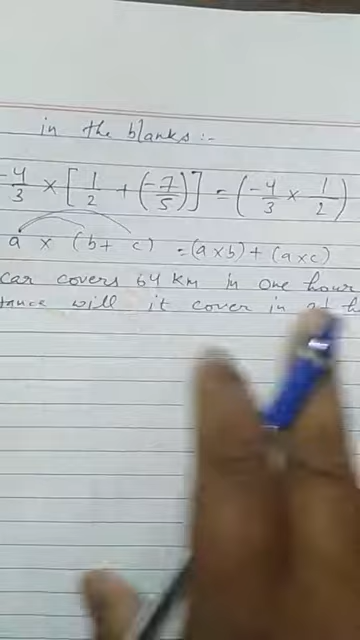 in the blanks :-
-4/3 × [1/2 + (-7/5)] = (-4/3 × 1/2)
a × (b + c) = (a×b) + (a×c)
car covers 64 km in one hour
will it cover in